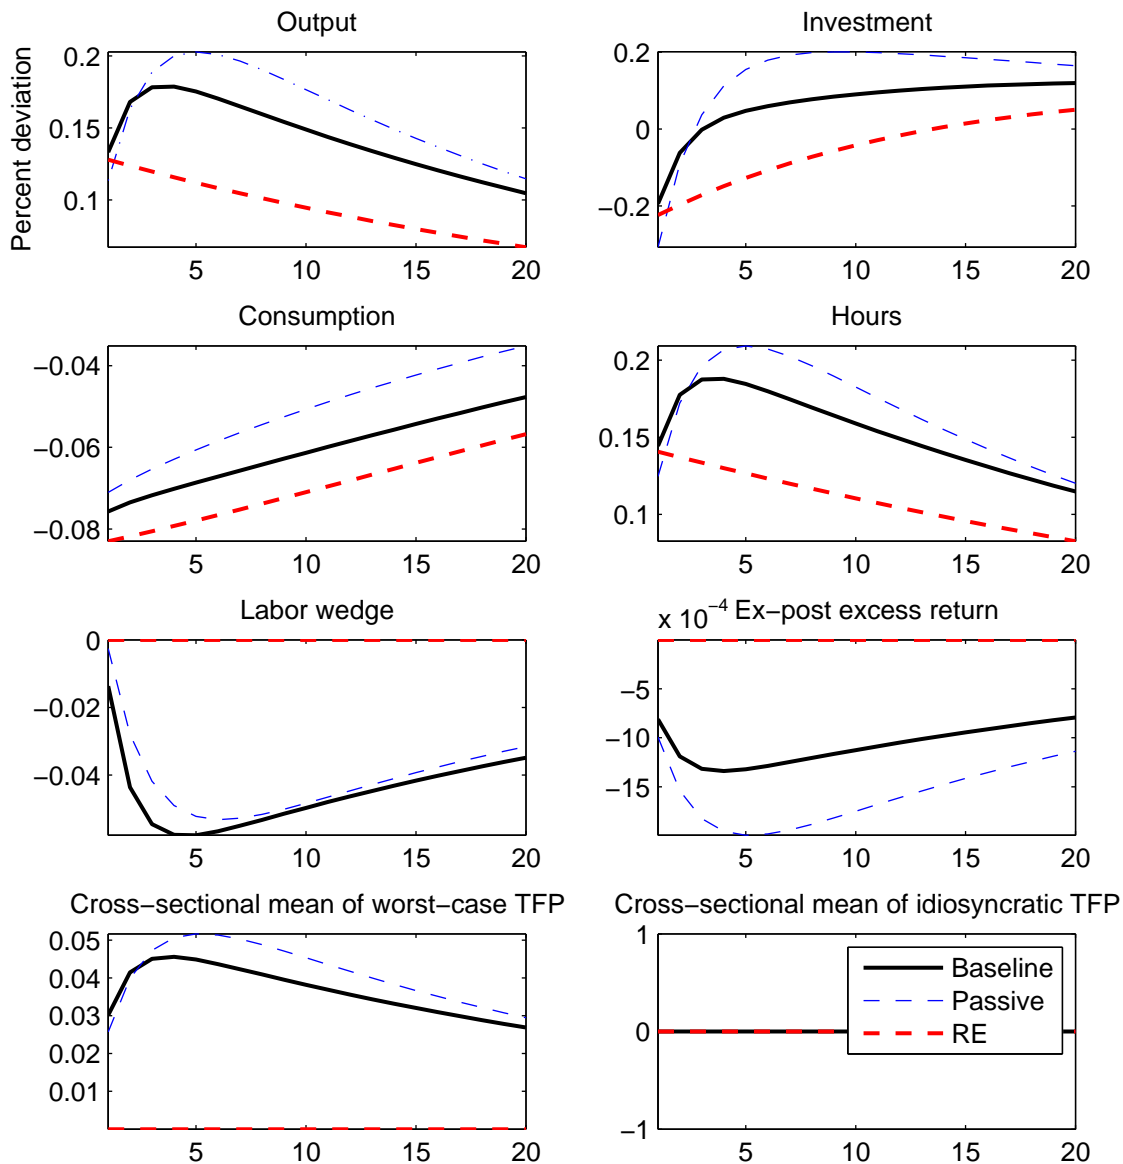 Output
Percent deviation
0.2
0.15
0.1
5 10 15 20
Investment
0.2
0
−0.2
5 10 15 20
Consumption
−0.04
−0.06
−0.08
5 10 15 20
Hours
0.2
0.15
0.1
5 10 15 20
Labor wedge
0
−0.02
−0.04
5 10 15 20
x 10−4 Ex−post excess return
−5
−10
−15
5 10 15 20
Cross−sectional mean of worst−case TFP
0.05
0.04
0.03
0.02
0.01
5 10 15 20
Cross−sectional mean of idiosyncratic TFP
1
0
−1
5 10 15 20
Baseline
Passive
RE